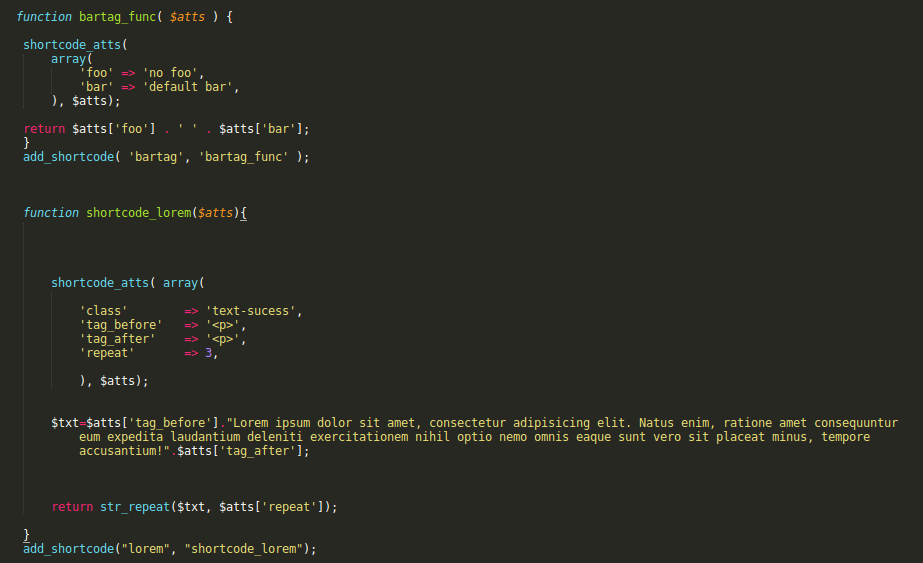 function bartag_func( $atts ) {
shortcode_atts(
array(
'foo' => 'no foo',
'bar' => 'default bar',
), $atts);
return $atts['foo'] . ' ' . $atts['bar'];
}
add_shortcode( 'bartag', 'bartag_func' );
function shortcode_lorem($atts){
shortcode_atts( array(
'class' => 'text-sucess',
'tag_before' => '<p>',
'tag_after' => '<p>',
'repeat' => 3,
), $atts);
$txt=$atts['tag_before']."Lorem ipsum dolor sit amet, consectetur adipisicing elit. Natus enim, ratione amet consequuntur
eum expedita laudantium deleniti exercitationem nihil optio nemo omnis eaque sunt vero sit placeat minus, tempore
accusantium!".$atts['tag_after'];
return str_repeat($txt, $atts['repeat']);
}
add_shortcode("lorem", "shortcode_lorem");